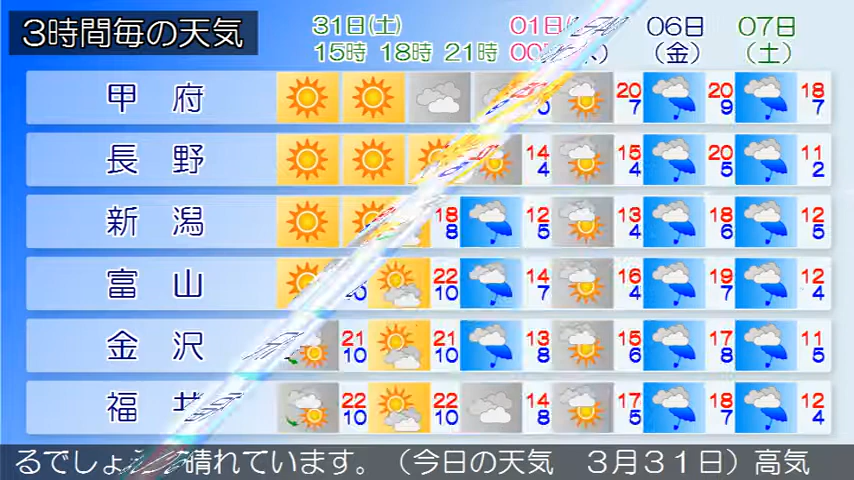 3時間毎の天気
31日(土) 01日 06日 07日
15時 18時 21時 00 (金) (土)
甲府 20 7 20 9 18 7
長野 14 4 15 4 20 5 11 2
新潟 18 8 12 5 13 4 18 6 12 5
富山 22 10 14 7 16 4 19 7 12 4
金沢 21 10 21 10 13 8 15 6 17 8 11 5
福井 22 10 22 10 14 8 17 5 18 7 12 4
るでしょう 晴れています。（今日の天気　３月３１日）高気